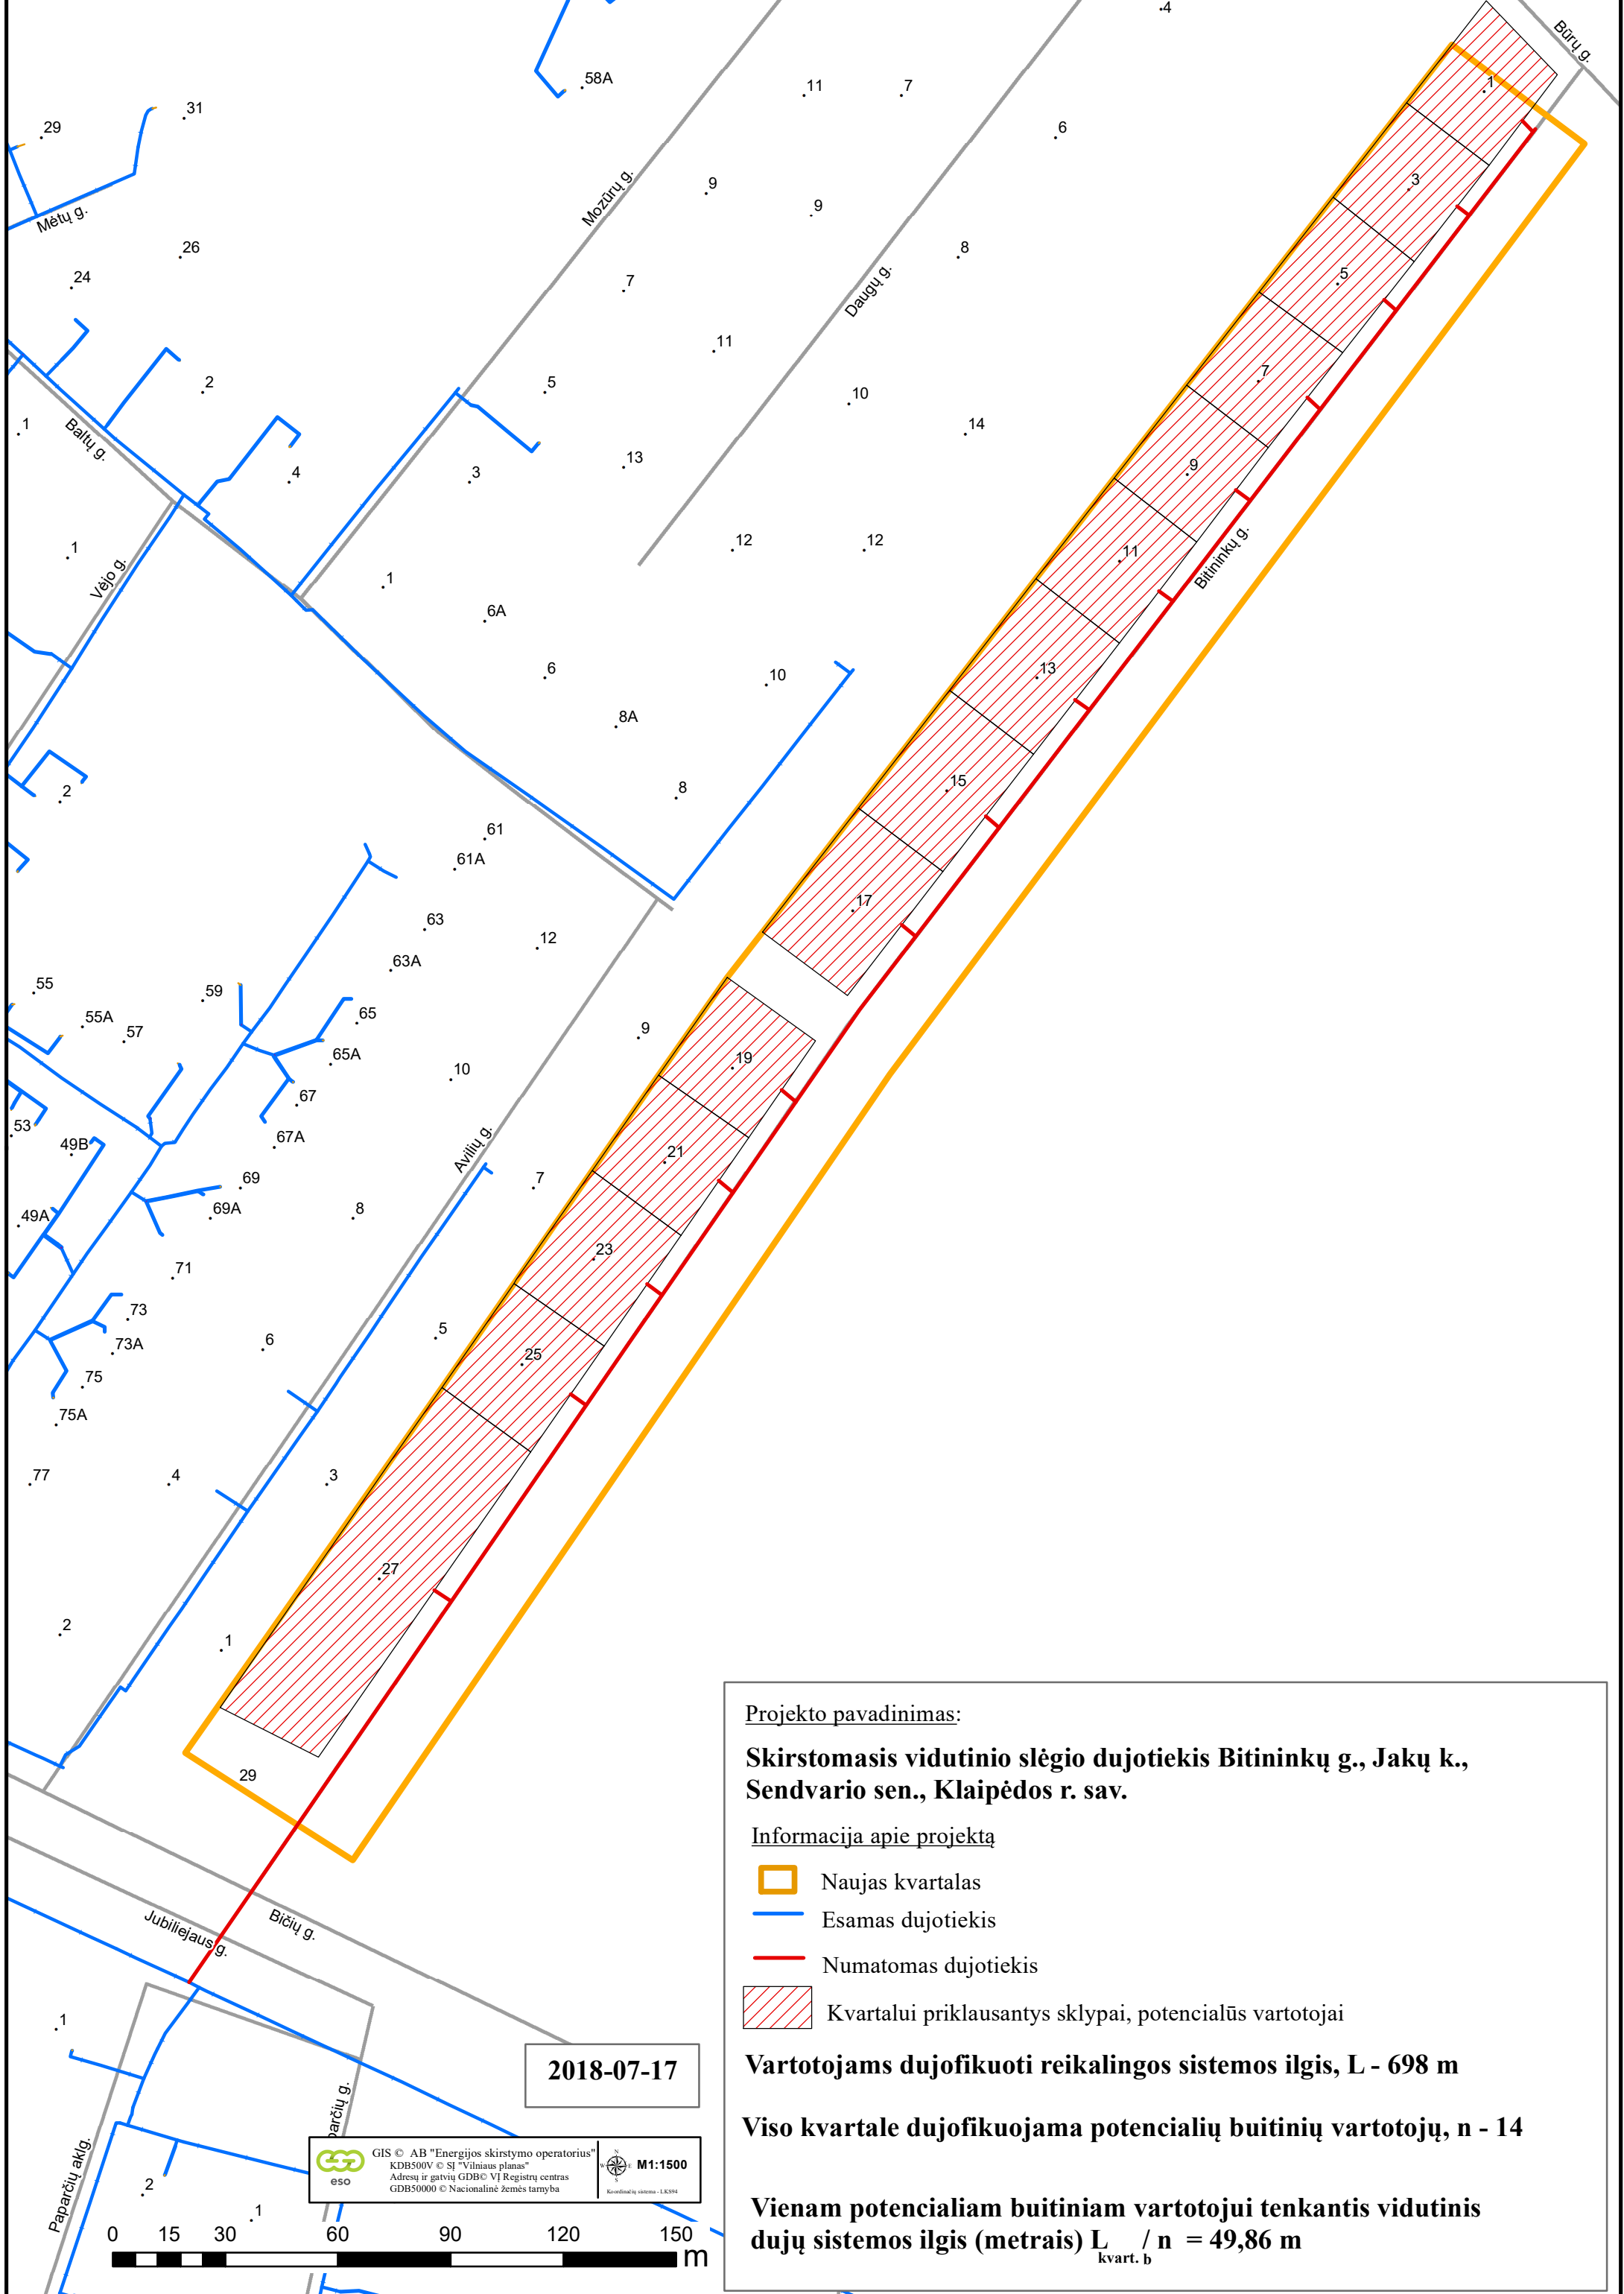 4
Būrų g.
58A
11
7
1
31
29
6
Mozūrų g.
9
3
9
Mėtų g.
26
8
5
24
7
Daugų g.
11
7
2
5
10
1
Baltų g.
14
9
4
3
13
1
12
12
11
Bitininkų g.
Vėjo g.
1
6A
6
10
13
8A
2
8
15
61
61A
17
63
12
63A
55
59
55A
57
65
9
19
65A
10
67
53
49B
67A
Avilių g.
21
69
7
49A
69A
8
23
71
73
5
73A
6
25
75
75A
77
4
3
27
2
1
29
Jubiliejaus g.
Bičių g.
1
Paparčių aklg.
parčių g.
2
1
Projekto pavadinimas:
Skirstomasis vidutinio slėgio dujotiekis Bitininkų g., Jakų k.,
Sendvario sen., Klaipėdos r. sav.
Informacija apie projektą
Naujas kvartalas
Esamas dujotiekis
Numatomas dujotiekis
Kvartalui priklausantys sklypai, potencialūs vartotojai
Vartotojams dujofikuoti reikalingos sistemos ilgis, L - 698 m
Viso kvartale dujofikuojama potencialių buitinių vartotojų, n - 14
Vienam potencialiam buitiniam vartotojui tenkantis vidutinis
dujų sistemos ilgis (metrais) L kvart. / n b = 49,86 m
2018-07-17
eso
GIS © AB "Energijos skirstymo operatorius"
KDB500V © SĮ "Vilniaus planas"
Adresų ir gatvių GDB© VĮ Registrų centras
GDB50000 © Nacionalinė žemės tarnyba
N
W E
S
M1:1500
Koordinačių sistema - LKS94
0 15 30 60 90 120 150
m